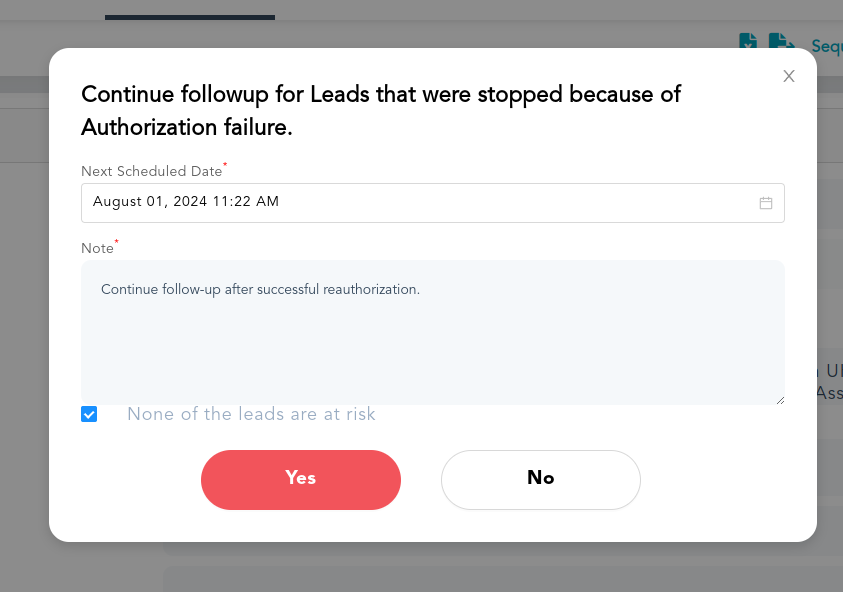 Sequ
Continue followup for Leads that were stopped because of
Authorization failure.
Next Scheduled Date*
August 01, 2024 11:22 AM
Note*
Continue follow-up after successful reauthorization.
UI
Ass
None of the leads are at risk
Yes
No